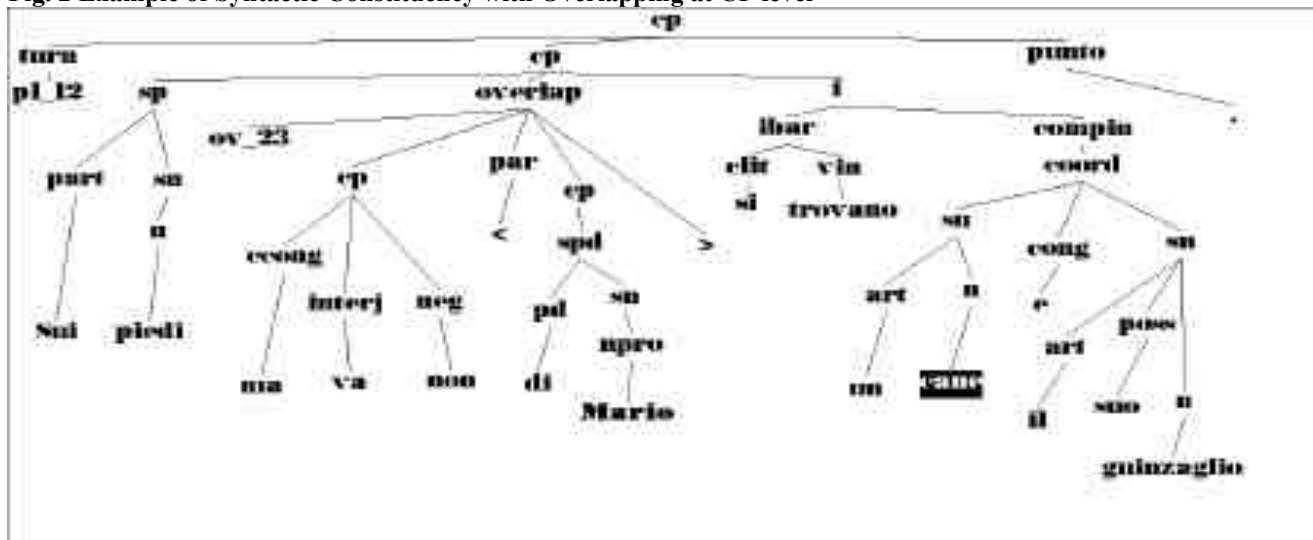 Fig. 2 Example of Syntactic Constituency with Overlapping at CP level
cp
tura cp punto
p1_12 sp overlap f .
ov_23 ibar compin
part sn cp par cp clit vin coord
n < spd > si trovano sn cong sn
ccong interj neg pd sn art n e art poss n
Sui piedi npro
ma va non di Mario un cane il suo
guinzaglio